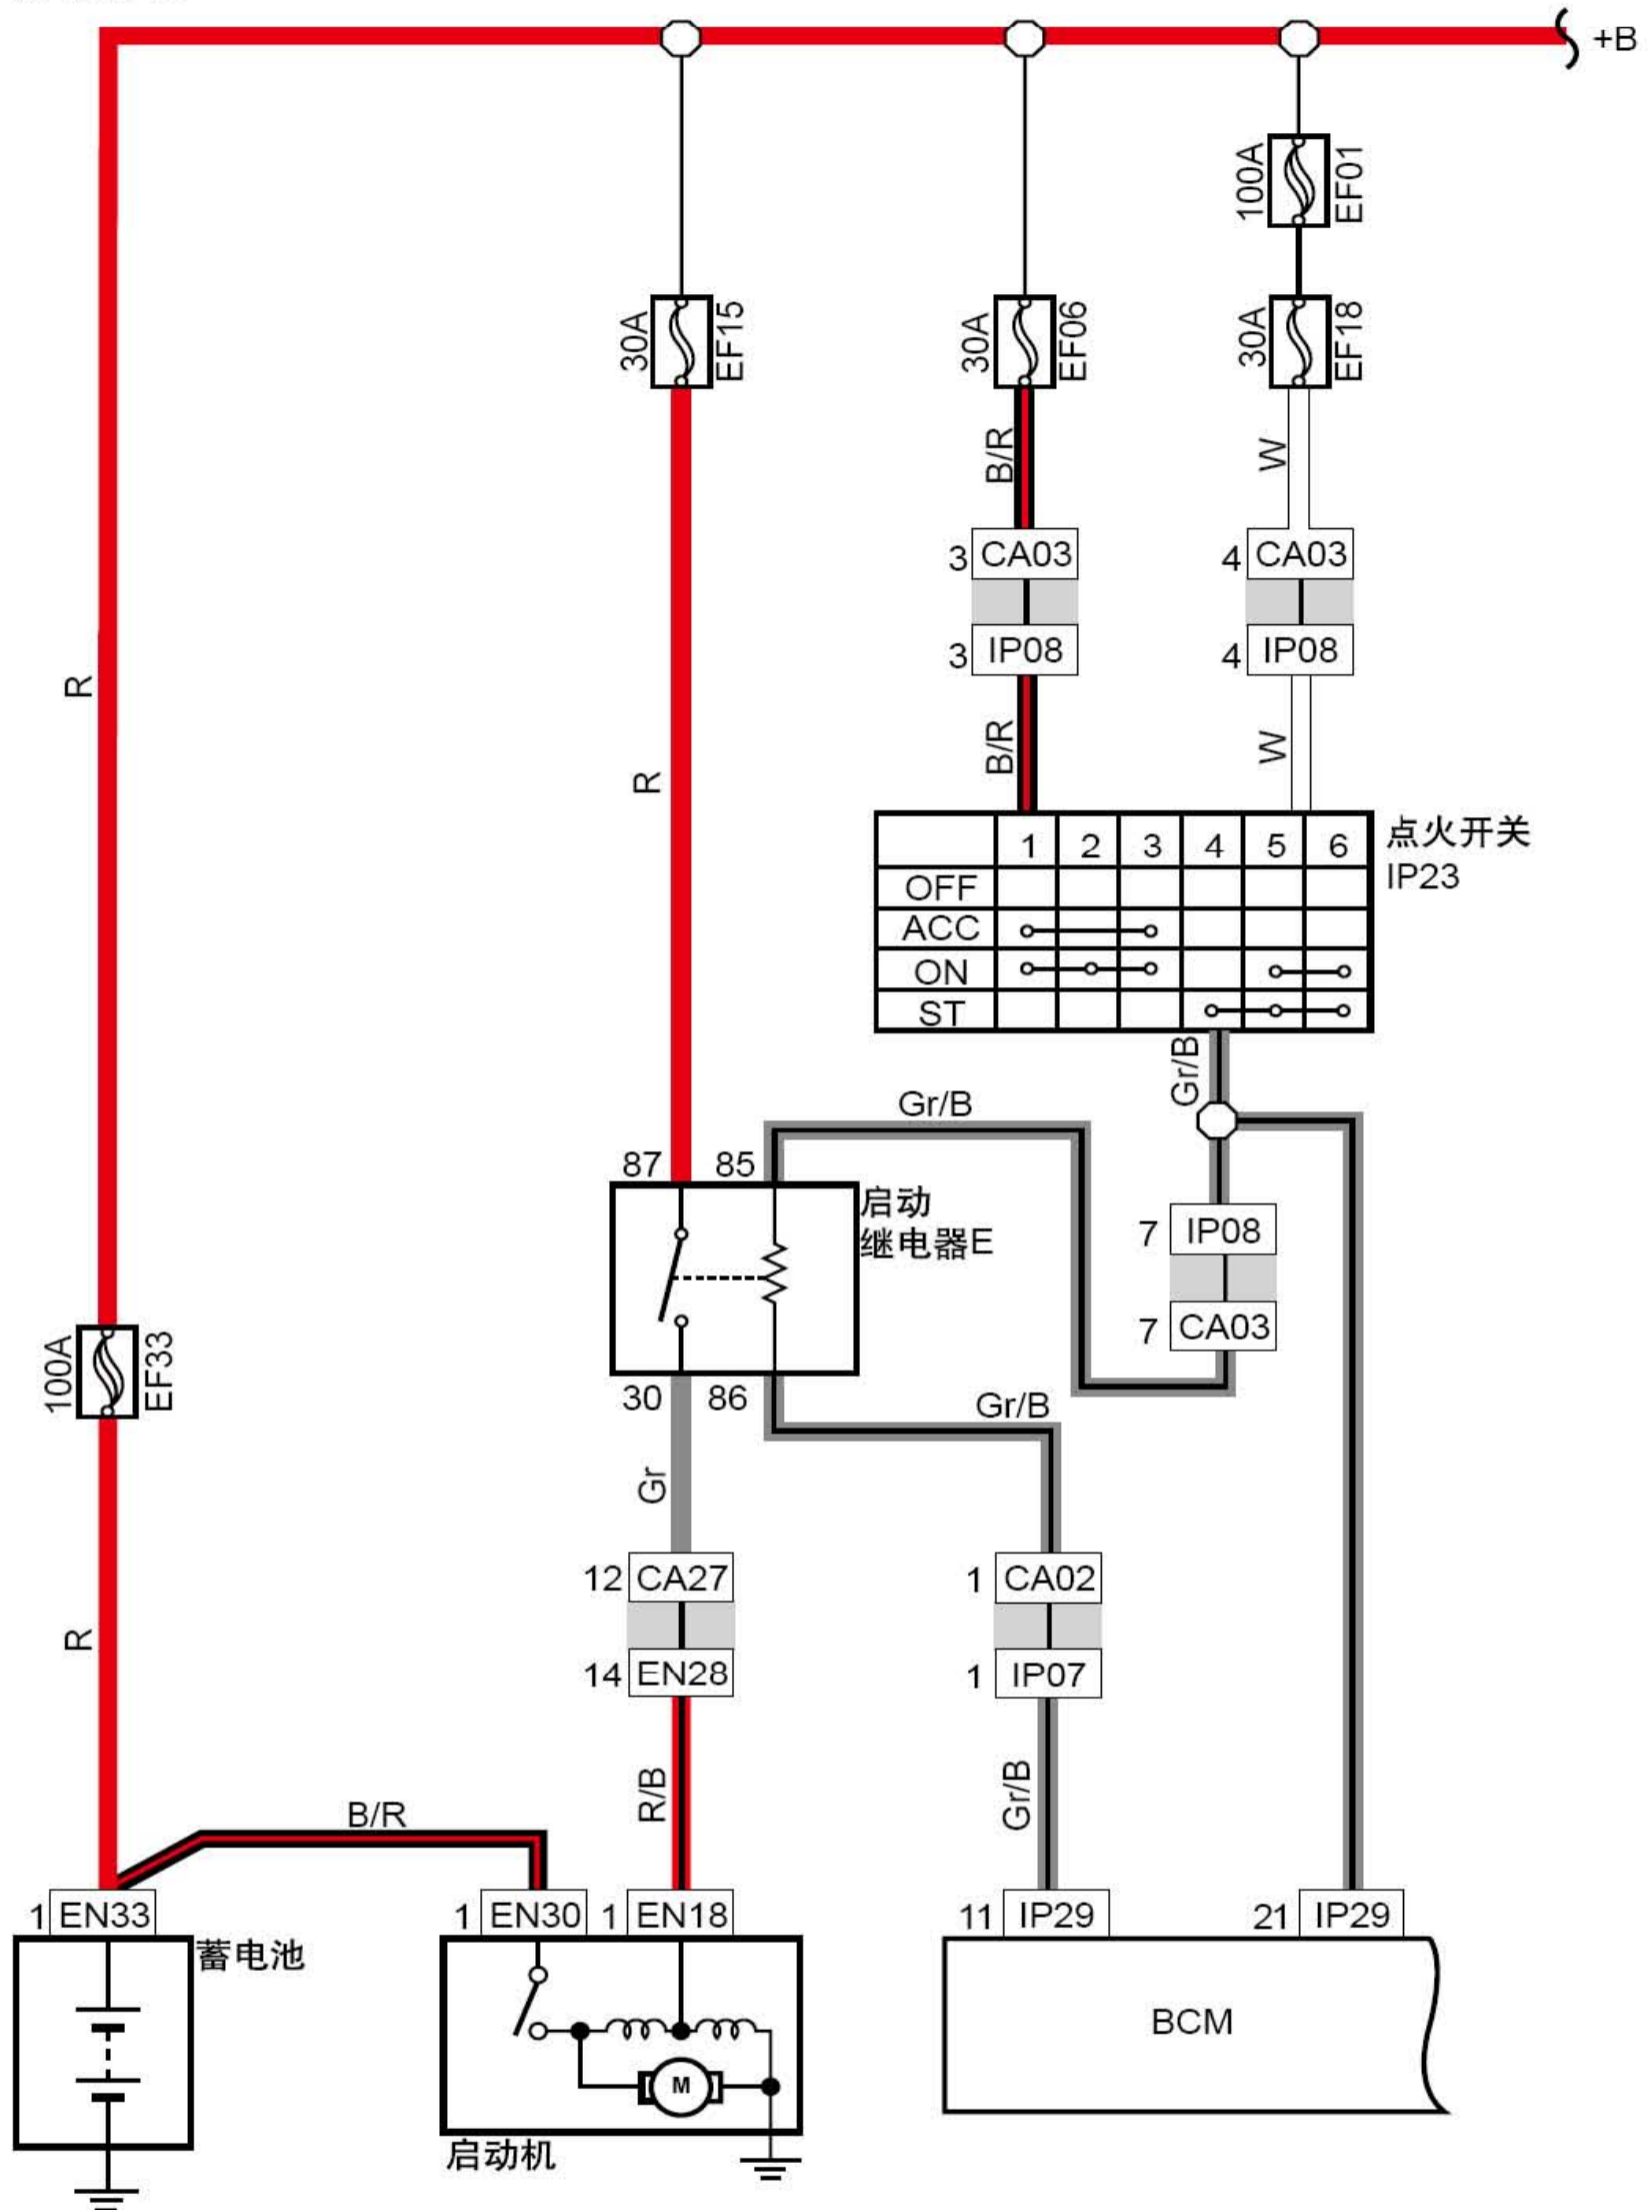 +B
100A
EF01
30A
EF15
30A
EF06
30A
EF18
B/R
W
3 CA03
4 CA03
3 IP08
4 IP08
R
R
B/R
W
点火开关
IP23
1 2 3 4 5 6
OFF
ACC
ON
ST
Gr/B
Gr/B
87 85
启动
继电器E
7 IP08
7 CA03
100A
EF33
30 86
Gr/B
Gr
12 CA27
1 CA02
14 EN28
1 IP07
R
R/B
Gr/B
B/R
1 EN33
1 EN30
1 EN18
11 IP29
21 IP29
蓄电池
BCM
M
启动机